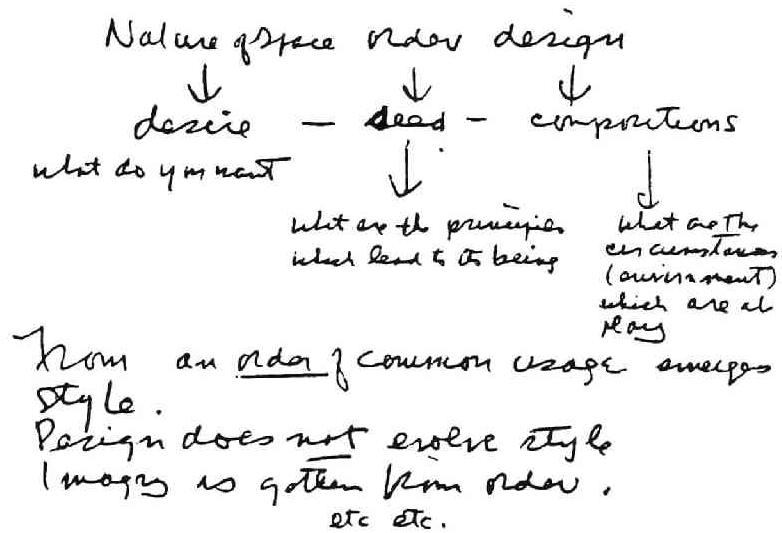 Nature of Space order design
desire — seed — compositions
what do you want
what are the principles
which lead to its being
what are the
circumstances
(environment)
which are at
play
From an order of common usage emerges
style.
Design does not evolve style
Imagry is gotten from order.
etc etc.